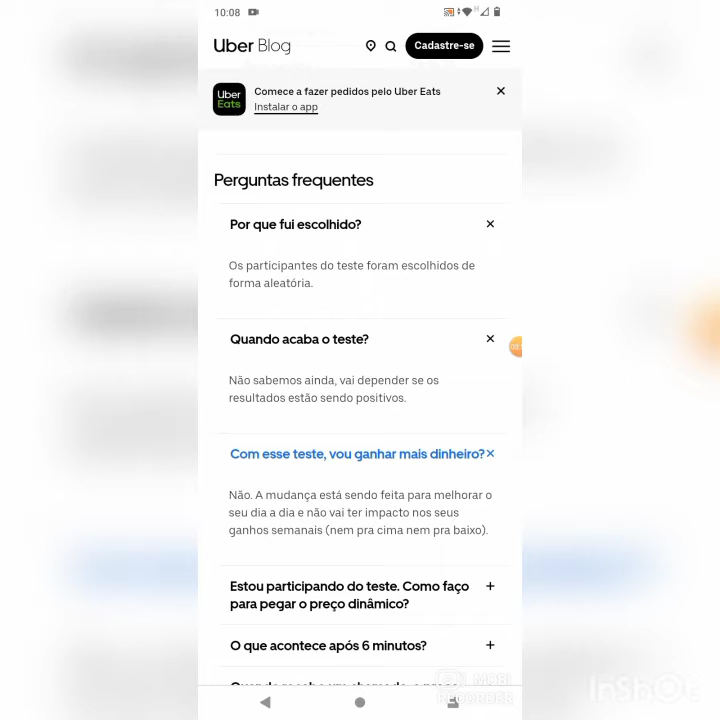 10:08
Uber Blog
Cadastre-se
Uber
Eats
Comece a fazer pedidos pelo Uber Eats
Instalar o app
Perguntas frequentes
Por que fui escolhido?
Os participantes do teste foram escolhidos de
forma aleatória.
Quando acaba o teste?
Não sabemos ainda, vai depender se os
resultados estão sendo positivos.
Com esse teste, vou ganhar mais dinheiro?
Não. A mudança está sendo feita para melhorar o
seu dia a dia e não vai ter impacto nos seus
ganhos semanais (nem pra cima nem pra baixo).
Estou participando do teste. Como faço
para pegar o preço dinâmico?
O que acontece após 6 minutos?
MOBI
RECORDER
InShot